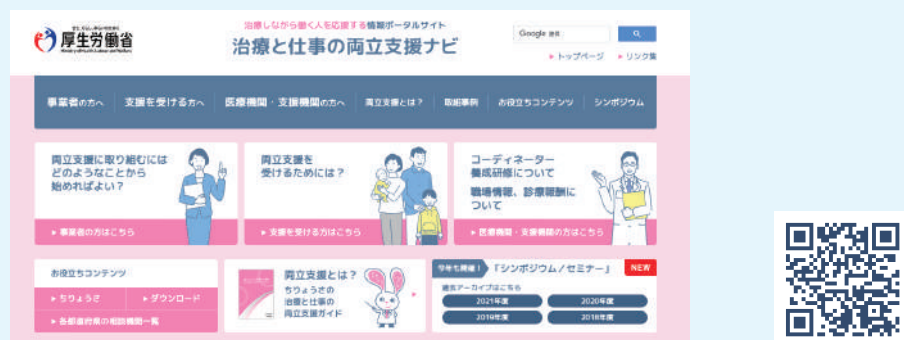 厚生労働省
治療しながら働く人を応援する情報ポータルサイト
治療と仕事の両立支援ナビ
Google
トップページ
リンク集
事業者の方へ
支援を受ける方へ
医療機関・支援機関の方へ
両立支援とは？
取組事例
お役立ちコンテンツ
シンポジウム
両立支援に取り組むには
どのようなことから
始めればよい？
事業者の方はこちら
両立支援を
受けるためには？
支援を受ける方はこちら
コーディネーター
養成研修について
職場情報、診療報酬に
ついて
医療機関・支援機関の方はこちら
お役立ちコンテンツ
ちりょうさ
ダウンロード
各都道府県の相談機関一覧
両立支援とは？
ちりょうさの
治療と仕事の
両立支援ガイド
今年も開催！
「シンポジウム／セミナー」
NEW
過去アーカイブはこちら
2021年度
2020年度
2019年度
2018年度